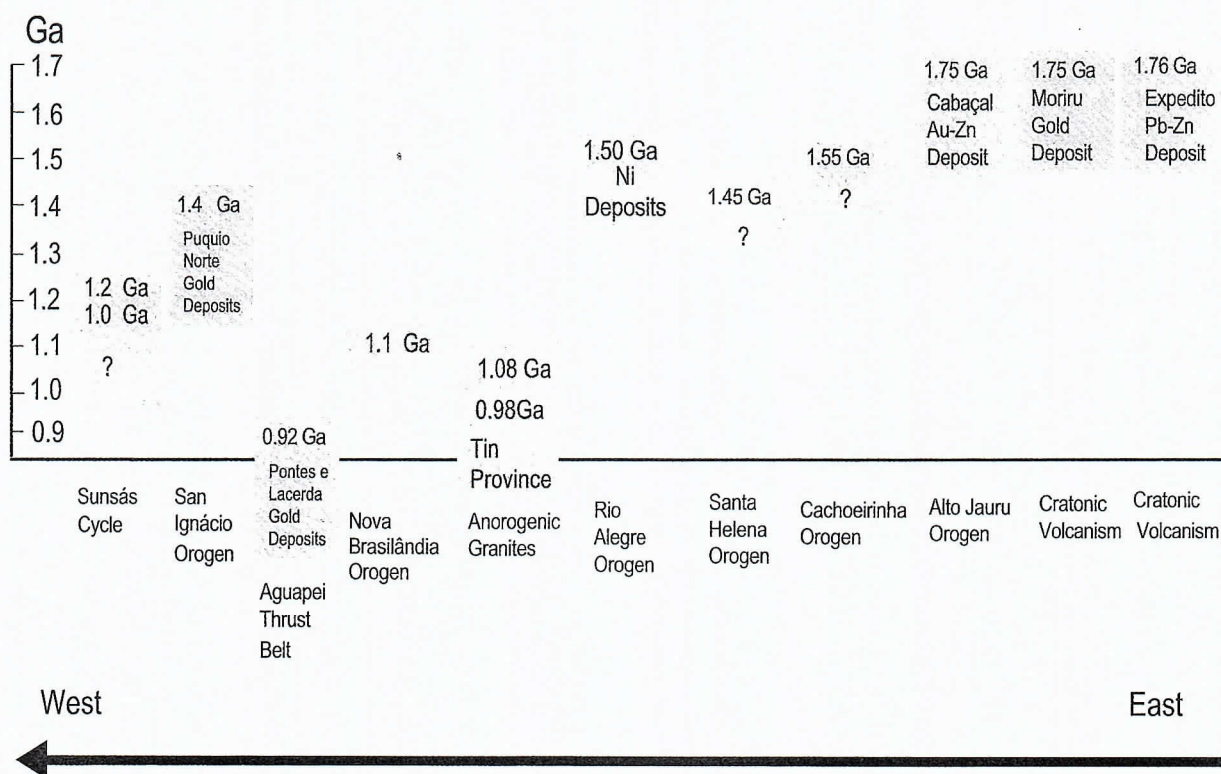 Ga
1.7
1.6
1.5
1.4
1.3
1.2
1.1
1.0
0.9
1.2 Ga
1.0 Ga
?
1.4 Ga
Puquio
Norte
Gold
Deposits
0.92 Ga
Pontes e
Lacerda
Gold
Deposits
1.1 Ga
1.08 Ga
0.98Ga
Tin
Province
1.50 Ga
Ni
Deposits
1.45 Ga
?
1.55 Ga
?
1.75 Ga
Cabaçal
Au-Zn
Deposit
1.75 Ga
Moriru
Gold
Deposit
1.76 Ga
Expedito
Pb-Zn
Deposit
Sunsás
Cycle
San
Ignácio
Orogen
Aguapei
Thrust
Belt
Nova
Brasilândia
Orogen
Anorogenic
Granites
Rio
Alegre
Orogen
Santa
Helena
Orogen
Cachoeirinha
Orogen
Alto Jauru
Orogen
Cratonic
Volcanism
Cratonic
Volcanism
West
East